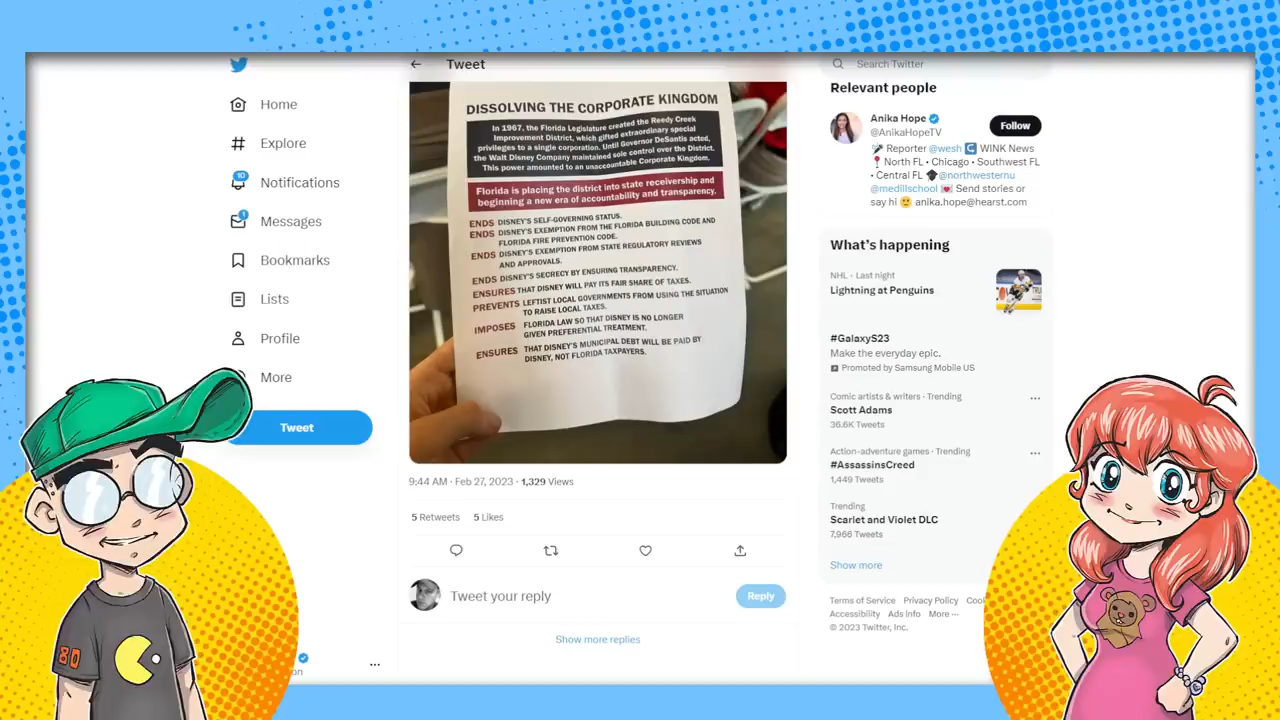 Tweet
Search Twitter
Home
Explore
10
Notifications
1
Messages
Bookmarks
Lists
Profile
More
Tweet
DISSOLVING THE CORPORATE KINGDOM
In 1967, the Florida Legislature created the Reedy Creek
Improvement District, which gifted extraordinary special
privileges to a single corporation. Until Governor DeSantis acted,
the Walt Disney Company maintained sole control over the District.
This power amounted to an unaccountable Corporate Kingdom.
Florida is placing the district into state receivership and
beginning a new era of accountability and transparency.
ENDS DISNEY'S SELF-GOVERNING STATUS.
ENDS DISNEY'S EXEMPTION FROM THE FLORIDA BUILDING CODE AND
FLORIDA FIRE PREVENTION CODE.
ENDS DISNEY'S EXEMPTION FROM STATE REGULATORY REVIEWS
AND APPROVALS.
ENDS DISNEY'S SECRECY BY ENSURING TRANSPARENCY.
ENSURES THAT DISNEY WILL PAY ITS FAIR SHARE OF TAXES.
PREVENTS LEFTIST LOCAL GOVERNMENTS FROM USING THE SITUATION
TO RAISE LOCAL TAXES.
IMPOSES FLORIDA LAW SO THAT DISNEY IS NO LONGER
GIVEN PREFERENTIAL TREATMENT.
ENSURES THAT DISNEY'S MUNICIPAL DEBT WILL BE PAID BY
DISNEY, NOT FLORIDA TAXPAYERS.
9:44 AM · Feb 27, 2023 · 1,329 Views
5 Retweets 5 Likes
Tweet your reply
Reply
Show more replies
Relevant people
Anika Hope
@AnikaHopeTV
Follow
Reporter @wesh WINK News
North FL • Chicago • Southwest FL
• Central FL @northwesternu
@medillschool Send stories or
say hi anika.hope@hearst.com
What's happening
NHL · Last night
Lightning at Penguins
#GalaxyS23
Make the everyday epic.
Promoted by Samsung Mobile US
Comic artists & writers · Trending
Scott Adams
36.6K Tweets
Action-adventure games · Trending
#AssassinsCreed
1,449 Tweets
Trending
Scarlet and Violet DLC
7,966 Tweets
Show more
Terms of Service Privacy Policy
Accessibility Ads info More ···
© 2023 Twitter, Inc.
80